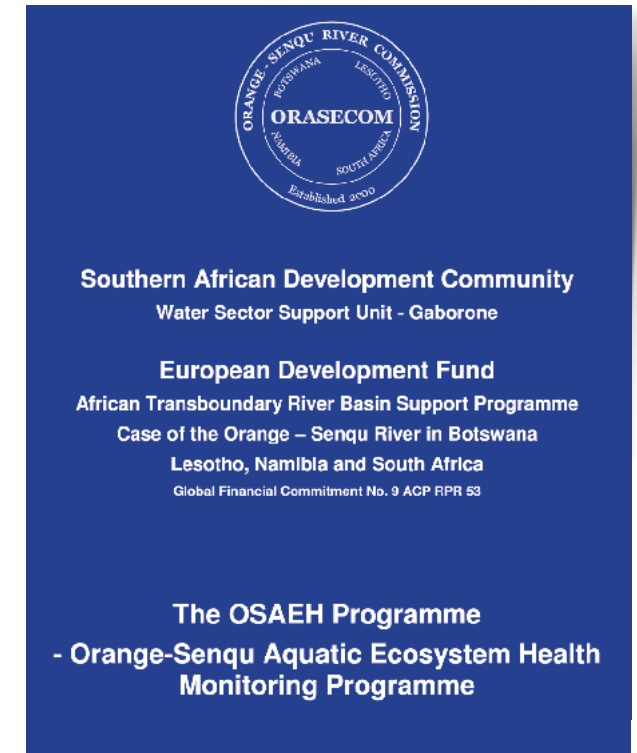 ORANGE - SENQU RIVER COMMISSION
BOTSWANA
LESOTHO
ORASECOM
NAMIBIA
SOUTH AFRICA
Established 2000
Southern African Development Community
Water Sector Support Unit - Gaborone
European Development Fund
African Transboundary River Basin Support Programme
Case of the Orange – Senqu River in Botswana
Lesotho, Namibia and South Africa
Global Financial Commitment No. 9 ACP RPR 53
The OSAEH Programme
- Orange-Senqu Aquatic Ecosystem Health
Monitoring Programme